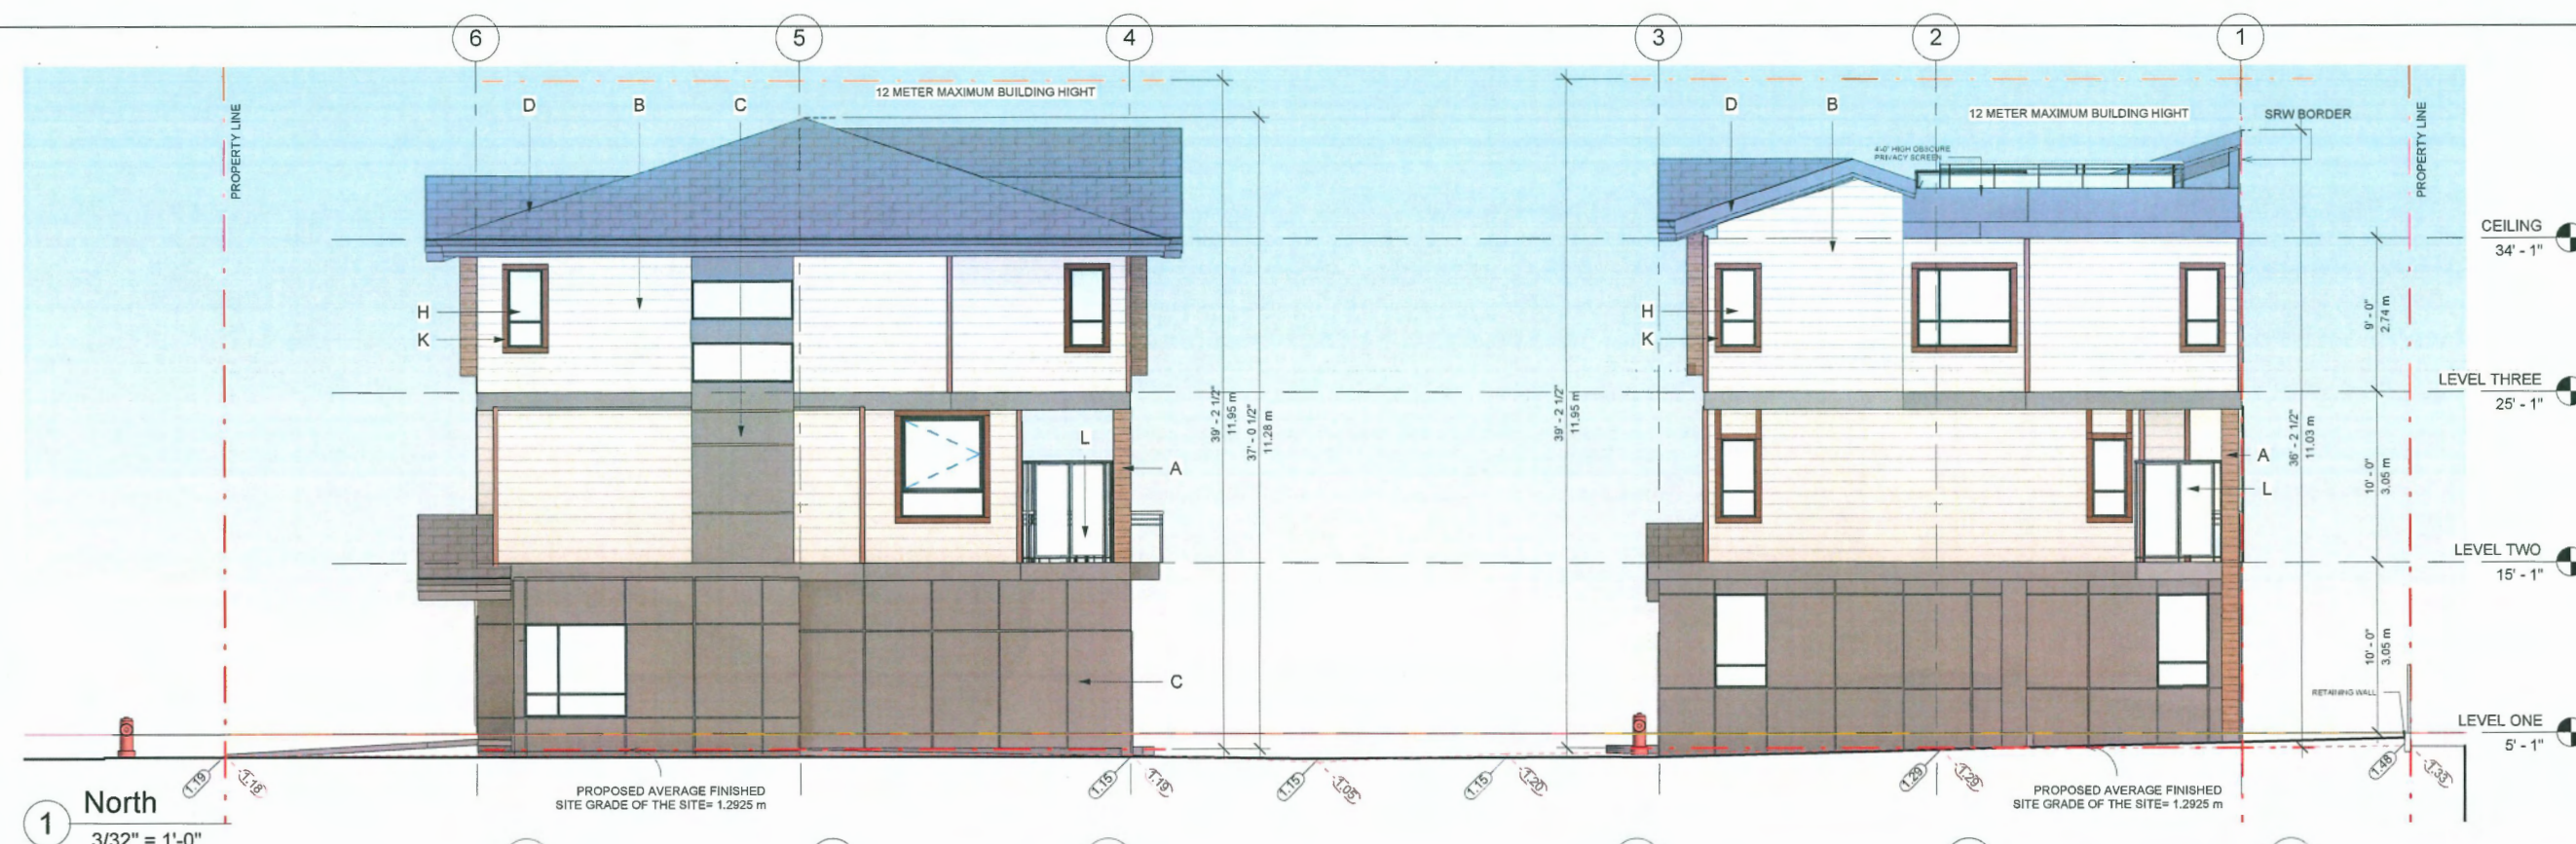 6
5
4
3
2
1
12 METER MAXIMUM BUILDING HIGHT
12 METER MAXIMUM BUILDING HIGHT
PROPERTY LINE
D
B
C
D
B
SRW BORDER
PROPERTY LINE
4'-0" HIGH OBSCURE
PRIVACY SCREEN
CEILING
34' - 1"
H
K
H
K
9' - 0"
2.74 m
LEVEL THREE
25' - 1"
39' - 2 1/2"
11.95 m
37' - 0 1/2"
11.28 m
39' - 2 1/2"
11.95 m
36' - 2 1/2"
11.03 m
L
A
A
L
10' - 0"
3.05 m
LEVEL TWO
15' - 1"
C
10' - 0"
3.05 m
RETAINING WALL
LEVEL ONE
5' - 1"
1.19
1.18
1.15
1.19
1.15
1.05
1.15
1.20
1.29
1.29
1.48
1.33
PROPOSED AVERAGE FINISHED
SITE GRADE OF THE SITE= 1.2925 m
PROPOSED AVERAGE FINISHED
SITE GRADE OF THE SITE= 1.2925 m
1
North
3/32" = 1'-0"